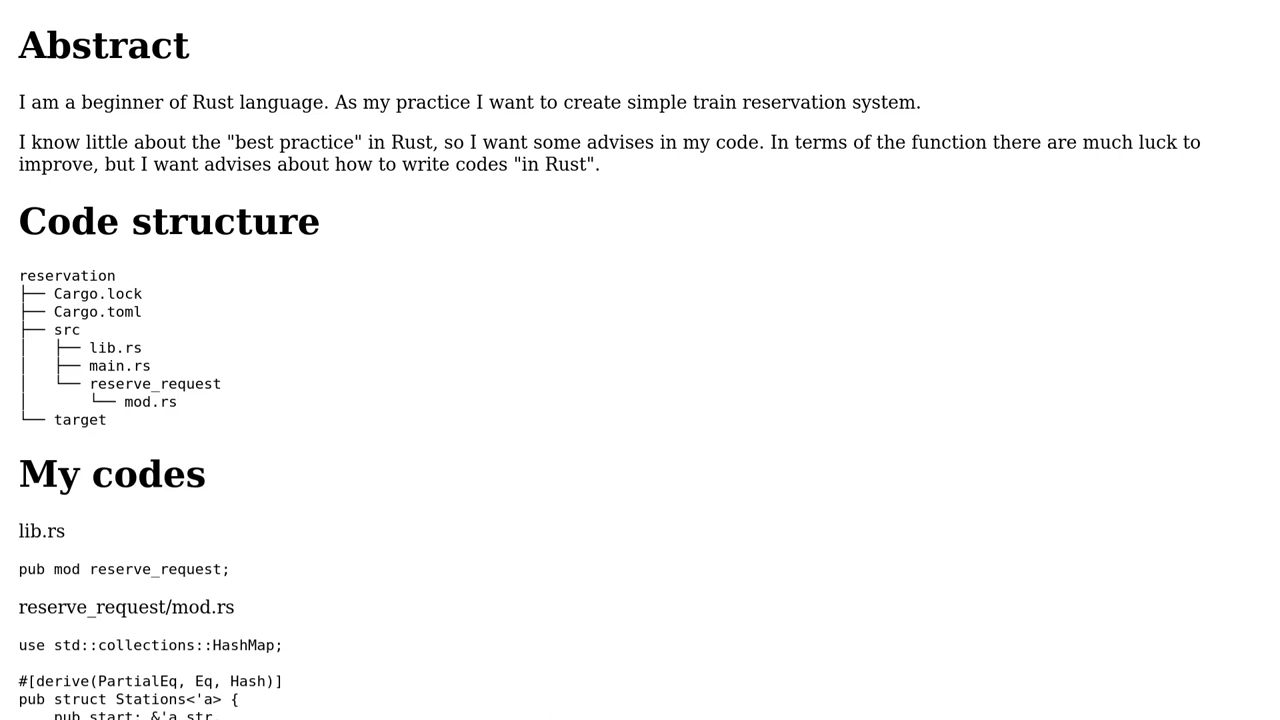 Abstract
I am a beginner of Rust language. As my practice I want to create simple train reservation system.
I know little about the "best practice" in Rust, so I want some advises in my code. In terms of the function there are much luck to
improve, but I want advises about how to write codes "in Rust".
Code structure
reservation
├── Cargo.lock
├── Cargo.toml
├── src
│   ├── lib.rs
│   ├── main.rs
│   └── reserve_request
│       └── mod.rs
└── target
My codes
lib.rs
pub mod reserve_request;
reserve_request/mod.rs
use std::collections::HashMap;
#[derive(PartialEq, Eq, Hash)]
pub struct Stations<'a> {
    pub start: &'a str,